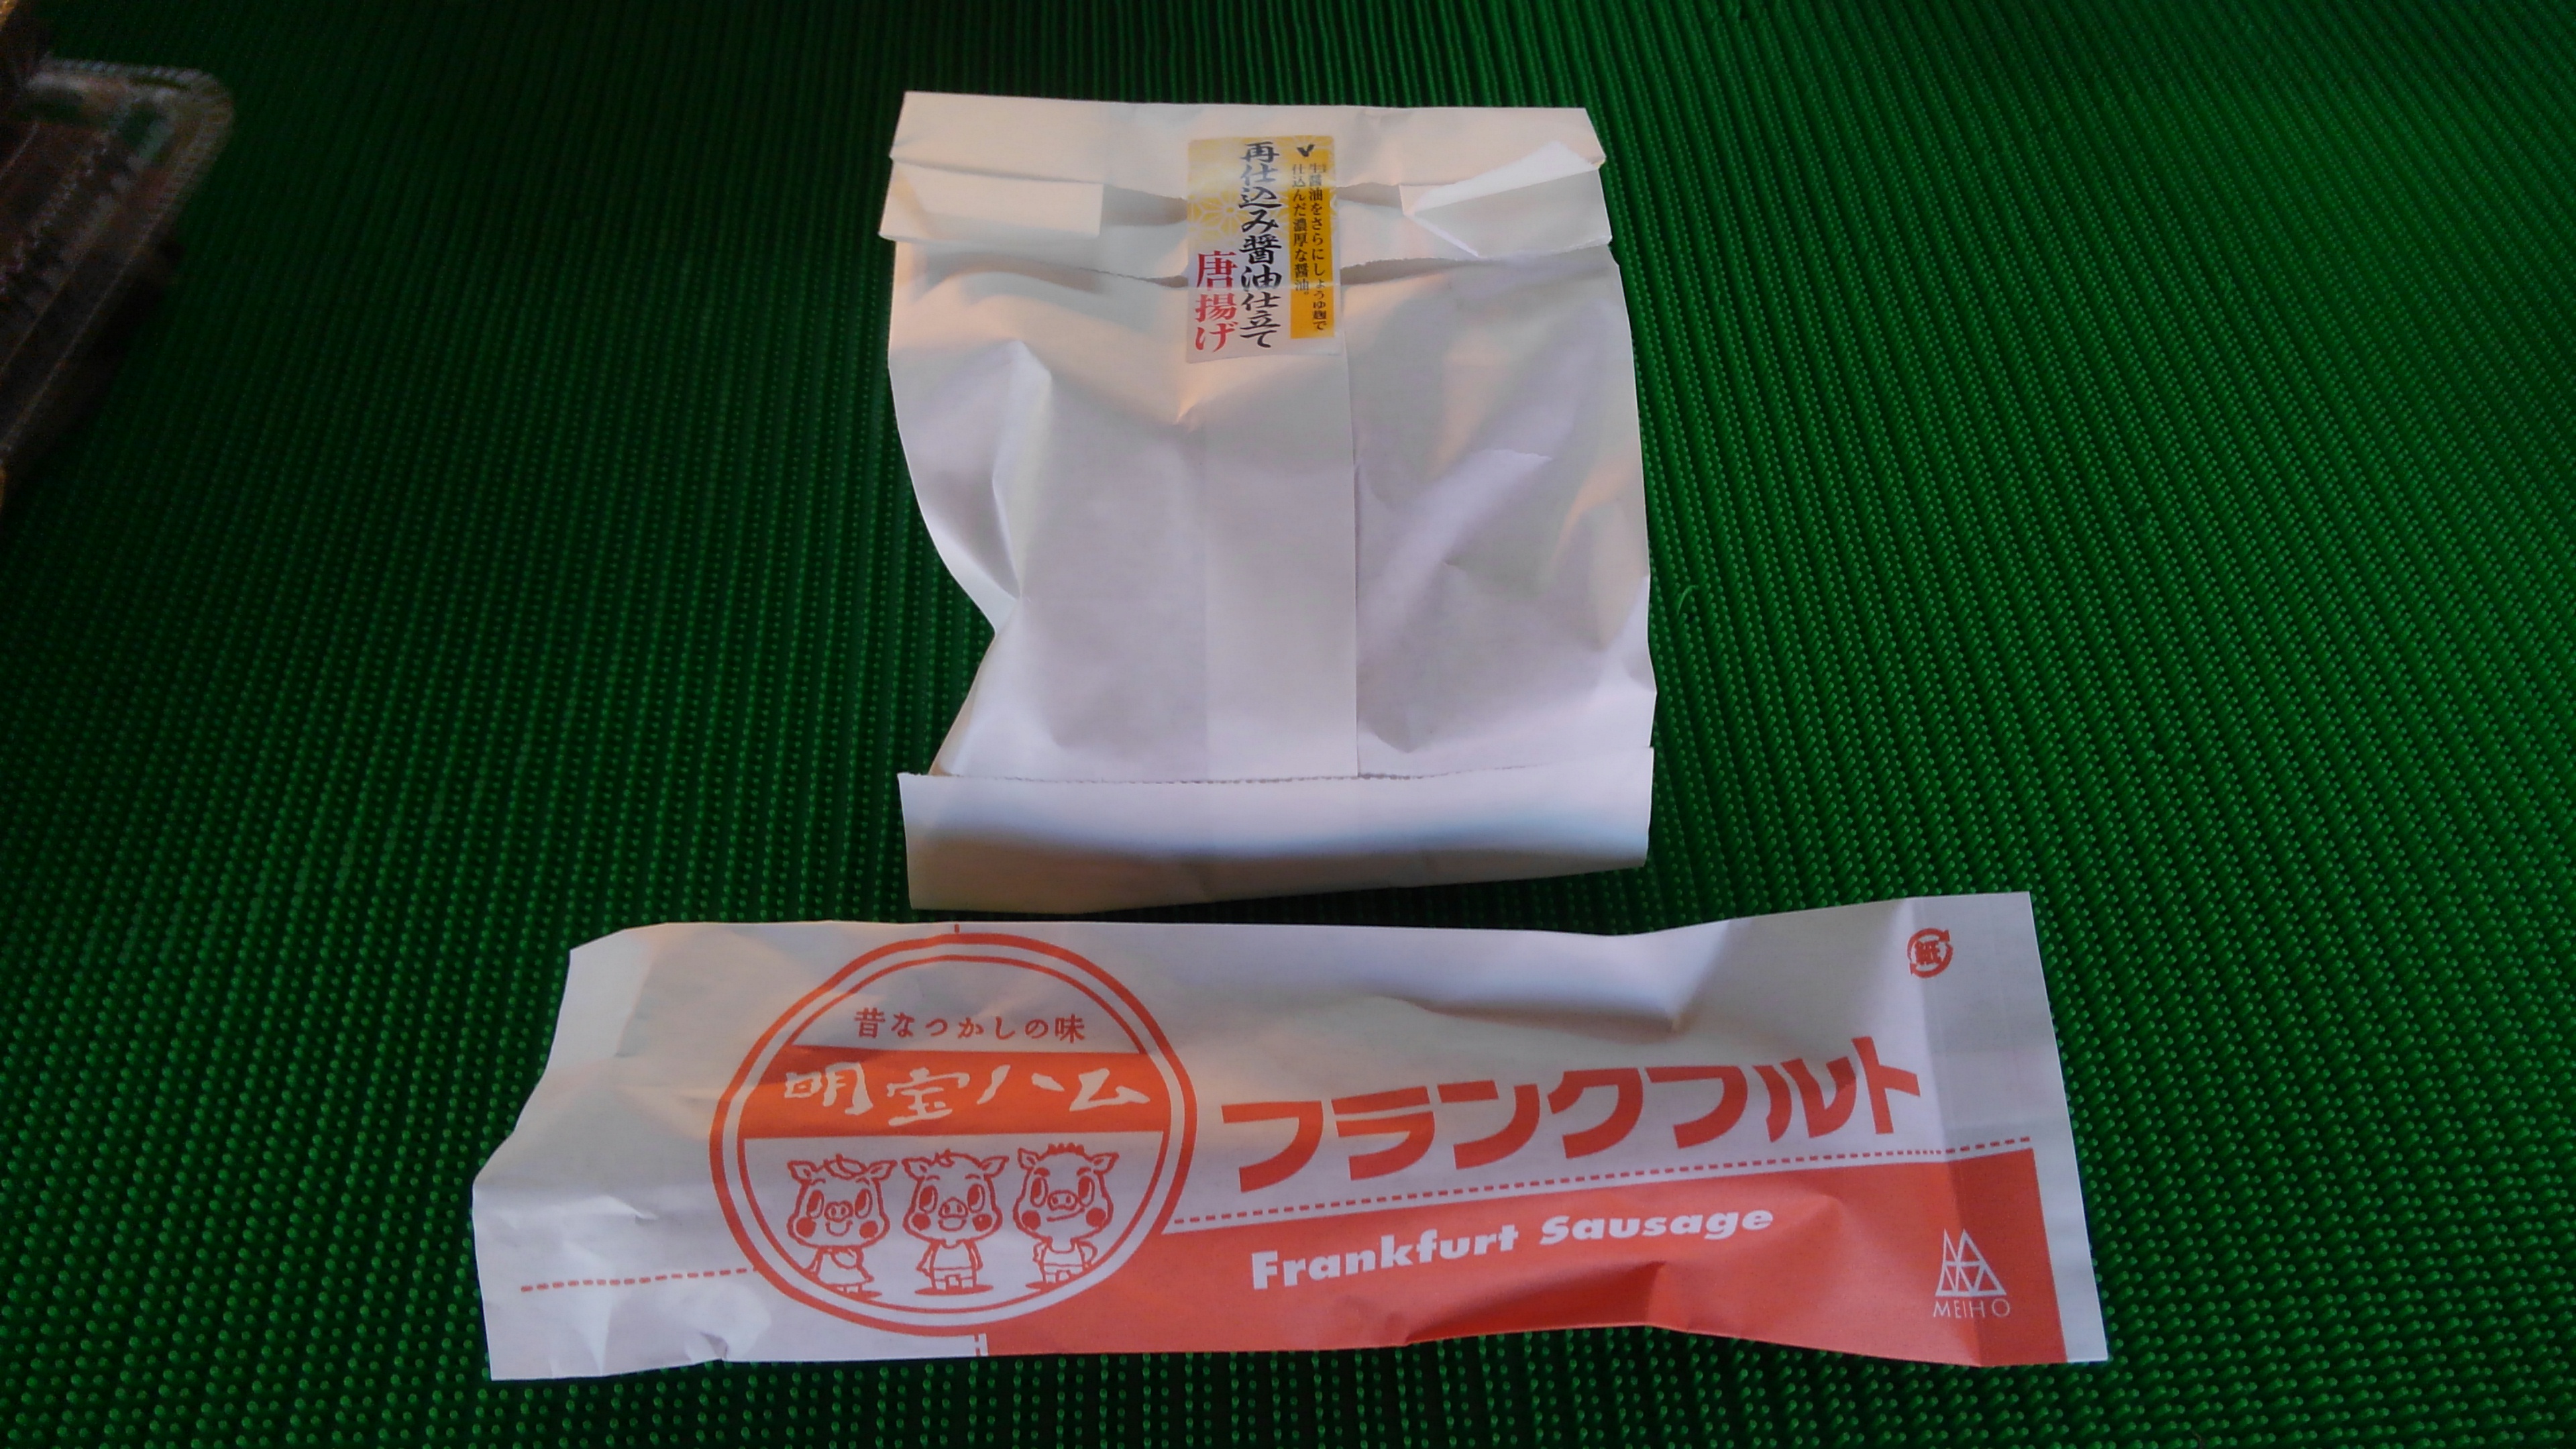 生醤油をさらにしょうゆ麹で
仕込んだ濃厚な醤油。
再仕込み醤油仕立て
唐揚げ
紙
昔なつかしの味
明宝ハム
フランクフルト
Frankfurt Sausage
MEIHO